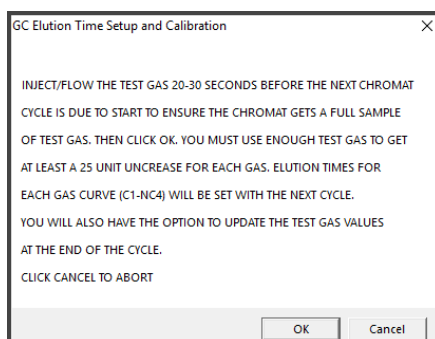 GC Elution Time Setup and Calibration
INJECT/FLOW THE TEST GAS 20-30 SECONDS BEFORE THE NEXT CHROMAT
CYCLE IS DUE TO START TO ENSURE THE CHROMAT GETS A FULL SAMPLE
OF TEST GAS. THEN CLICK OK. YOU MUST USE ENOUGH TEST GAS TO GET
AT LEAST A 25 UNIT UNCREASE FOR EACH GAS. ELUTION TIMES FOR
EACH GAS CURVE (C1-NC4) WILL BE SET WITH THE NEXT CYCLE.
YOU WILL ALSO HAVE THE OPTION TO UPDATE THE TEST GAS VALUES
AT THE END OF THE CYCLE.
CLICK CANCEL TO ABORT
OK Cancel